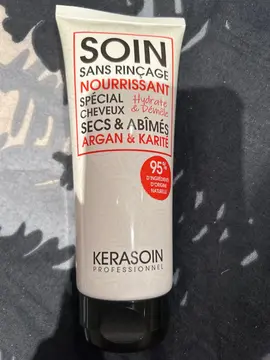 SOIN
SANS RINÇAGE
NOURRISSANT
SPÉCIAL
CHEVEUX
Hydrate
& Démêle
SECS & ABÎMÉS
ARGAN & KARITÉ
95%
D'INGRÉDIENTS
D'ORIGINE
NATURELLE
KERASOIN
PROFESSIONNEL